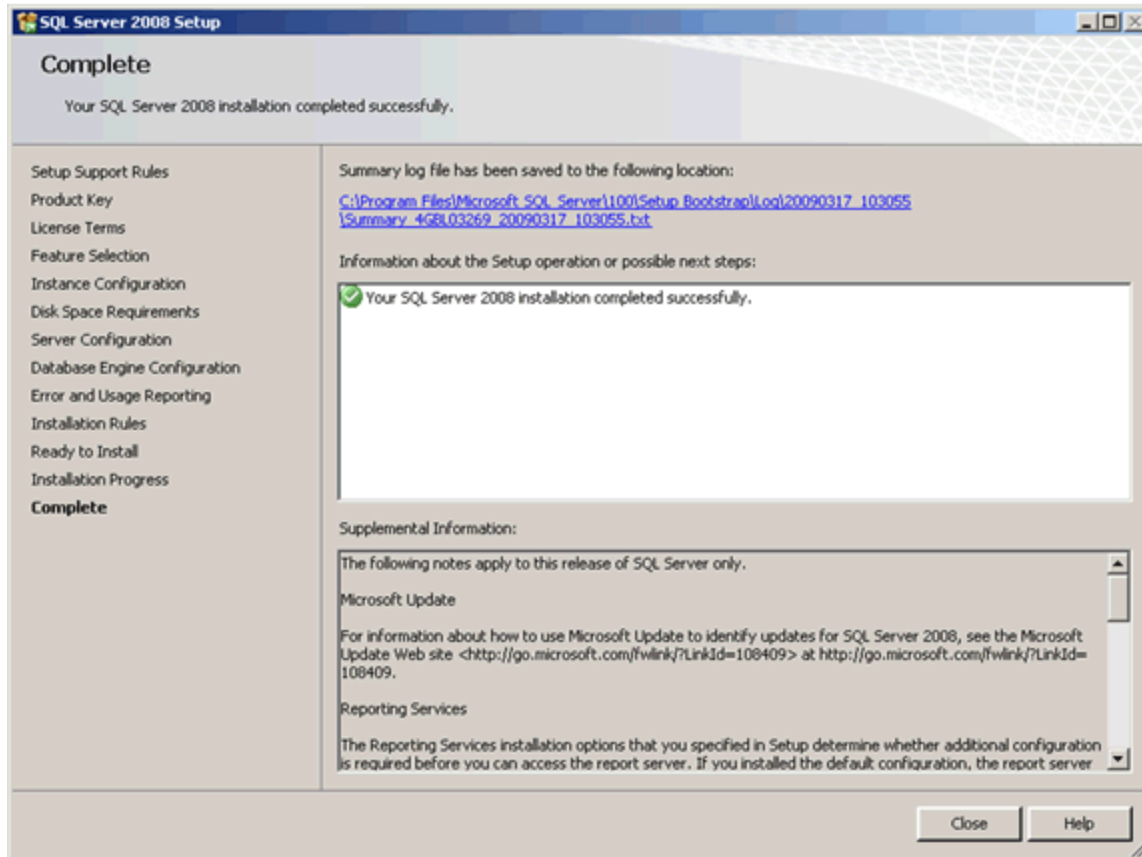 SQL Server 2008 Setup
Complete
Your SQL Server 2008 installation completed successfully.
Setup Support Rules
Product Key
License Terms
Feature Selection
Instance Configuration
Disk Space Requirements
Server Configuration
Database Engine Configuration
Error and Usage Reporting
Installation Rules
Ready to Install
Installation Progress
Complete
Summary log file has been saved to the following location:
C:\Program Files\Microsoft SQL Server\100\Setup Bootstrap\Log\20090317_103055
\Summary_4GBL03269_20090317_103055.txt
Information about the Setup operation or possible next steps:
Your SQL Server 2008 installation completed successfully.
Supplemental Information:
The following notes apply to this release of SQL Server only.
Microsoft Update
For information about how to use Microsoft Update to identify updates for SQL Server 2008, see the Microsoft
Update Web site <http://go.microsoft.com/fwlink/?LinkId=108409> at http://go.microsoft.com/fwlink/?LinkId=
108409.
Reporting Services
The Reporting Services installation options that you specified in Setup determine whether additional configuration
is required before you can access the report server. If you installed the default configuration, the report server
Close
Help